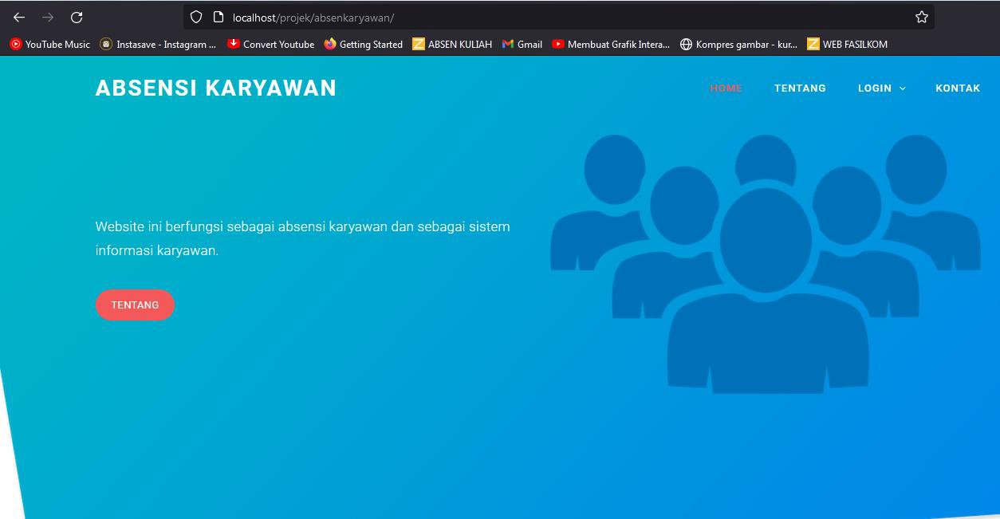 localhost/projek/absenkaryawan/
YouTube Music Instasave - Instagram ... Convert Youtube Getting Started ABSEN KULIAH Gmail Membuat Grafik Intera... Kompres gambar - kur... WEB FASILKOM
ABSENSI KARYAWAN HOME TENTANG LOGIN KONTAK
Website ini berfungsi sebagai absensi karyawan dan sebagai sistem
informasi karyawan.
TENTANG